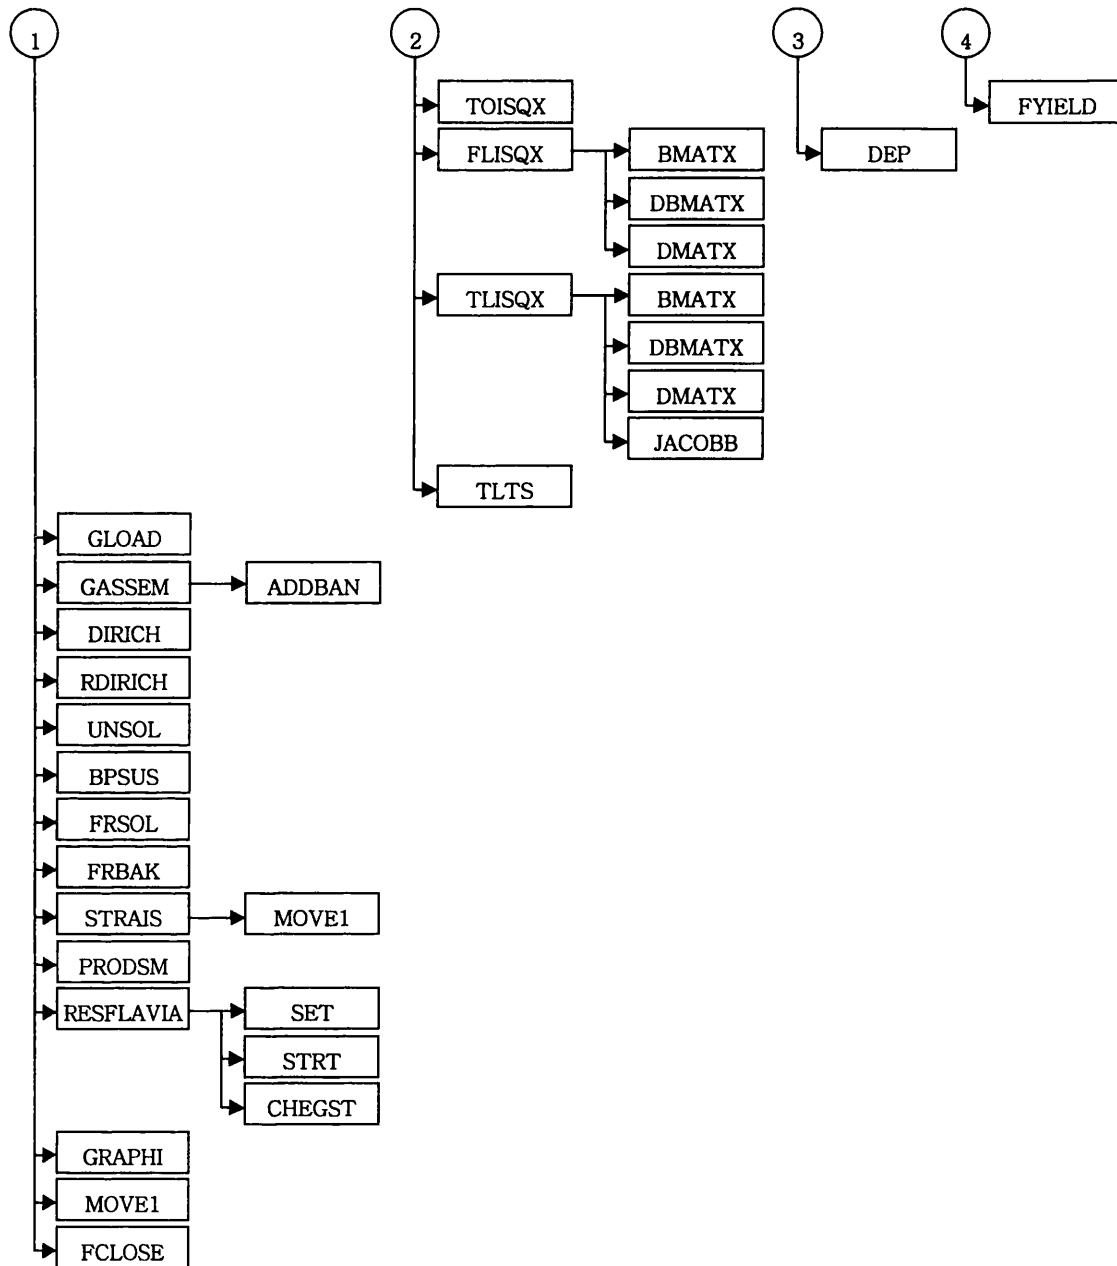 1
2
3
4
TOISQX
FYIELD
FLISQX
BMATX
DEP
DBMATX
DMATX
TLISQX
BMATX
DBMATX
DMATX
JACOBB
TLTS
GLOAD
GASSEM
ADDBAN
DIRICH
RDIRICH
UNSOL
BPSUS
FRSOL
FRBAK
STRAIS
MOVE1
PRODSM
RESFLAVIA
SET
STRT
CHEGST
GRAPHI
MOVE1
FCLOSE